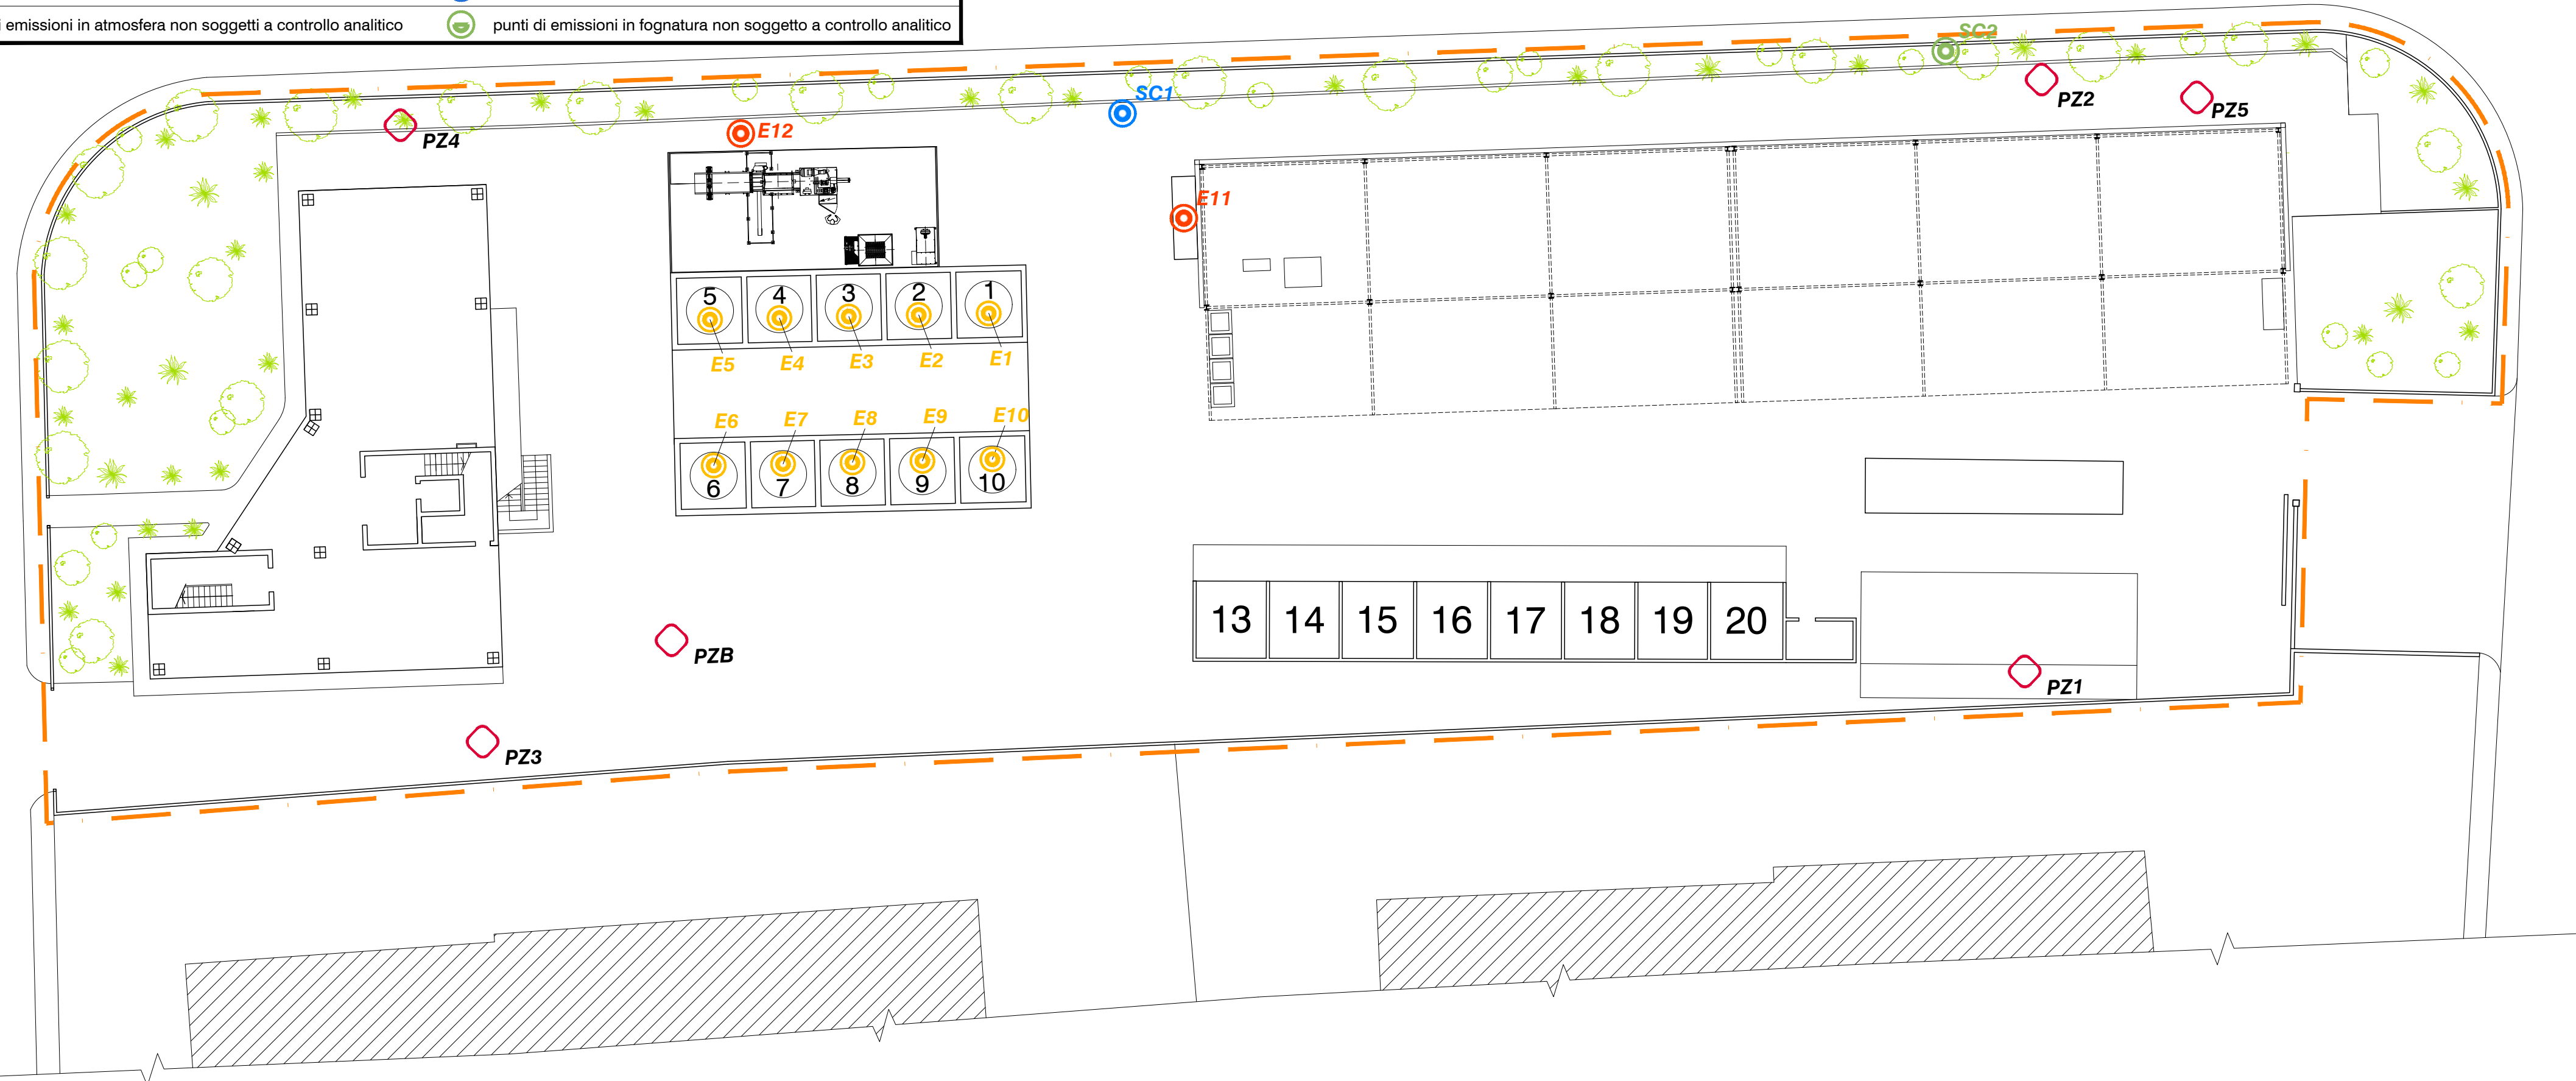 emissioni in atmosfera non soggetti a controllo analitico
punti di emissioni in fognatura non soggetto a controllo analitico
SC2
SC1
PZ2
PZ5
E12
PZ4
E11
5 4 3 2 1
E5 E4 E3 E2 E1
E6 E7 E8 E9 E10
6 7 8 9 10
13 14 15 16 17 18 19 20
PZB
PZ1
PZ3